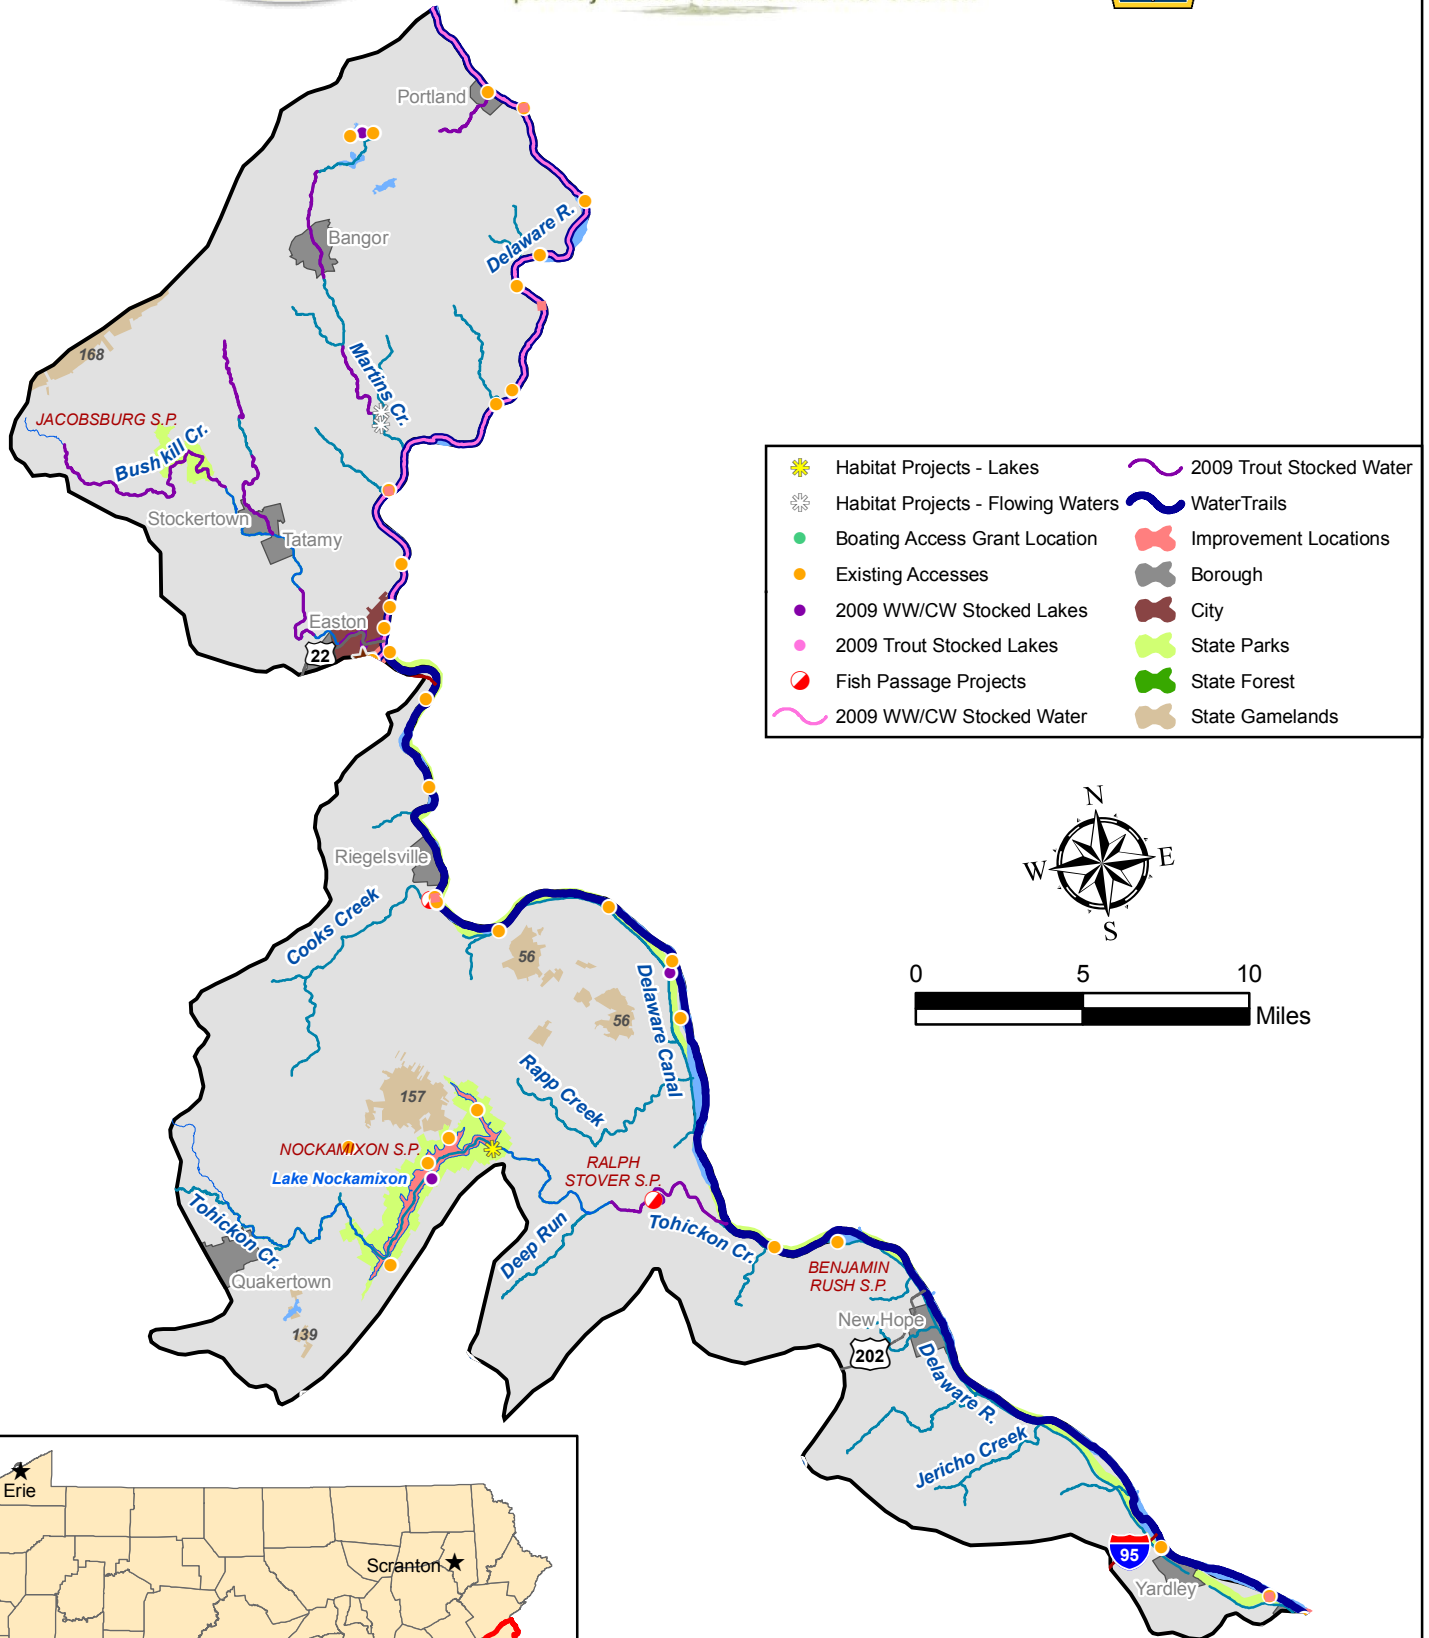 Portland
Bangor
Delaware R.
168
Martins Cr.
JACOBSBURG S.P.
Bushkill Cr.
Stockertown
Tatamy
Easton
22
Habitat Projects - Lakes
Habitat Projects - Flowing Waters
Boating Access Grant Location
Existing Accesses
2009 WW/CW Stocked Lakes
2009 Trout Stocked Lakes
Fish Passage Projects
2009 WW/CW Stocked Water
2009 Trout Stocked Water
WaterTrails
Improvement Locations
Borough
City
State Parks
State Forest
State Gamelands
N
W
E
S
0 5 10
Miles
Riegelsville
Cooks Creek
56
56
Delaware Canal
Rapp Creek
157
NOCKAMIXON S.P.
Lake Nockamixon
RALPH
STOVER S.P.
Tohickon Cr.
Deep Run
Tohickon Cr.
Quakertown
139
BENJAMIN
RUSH S.P.
New Hope
202
Delaware R.
Jericho Creek
95
Yardley
Erie
Scranton